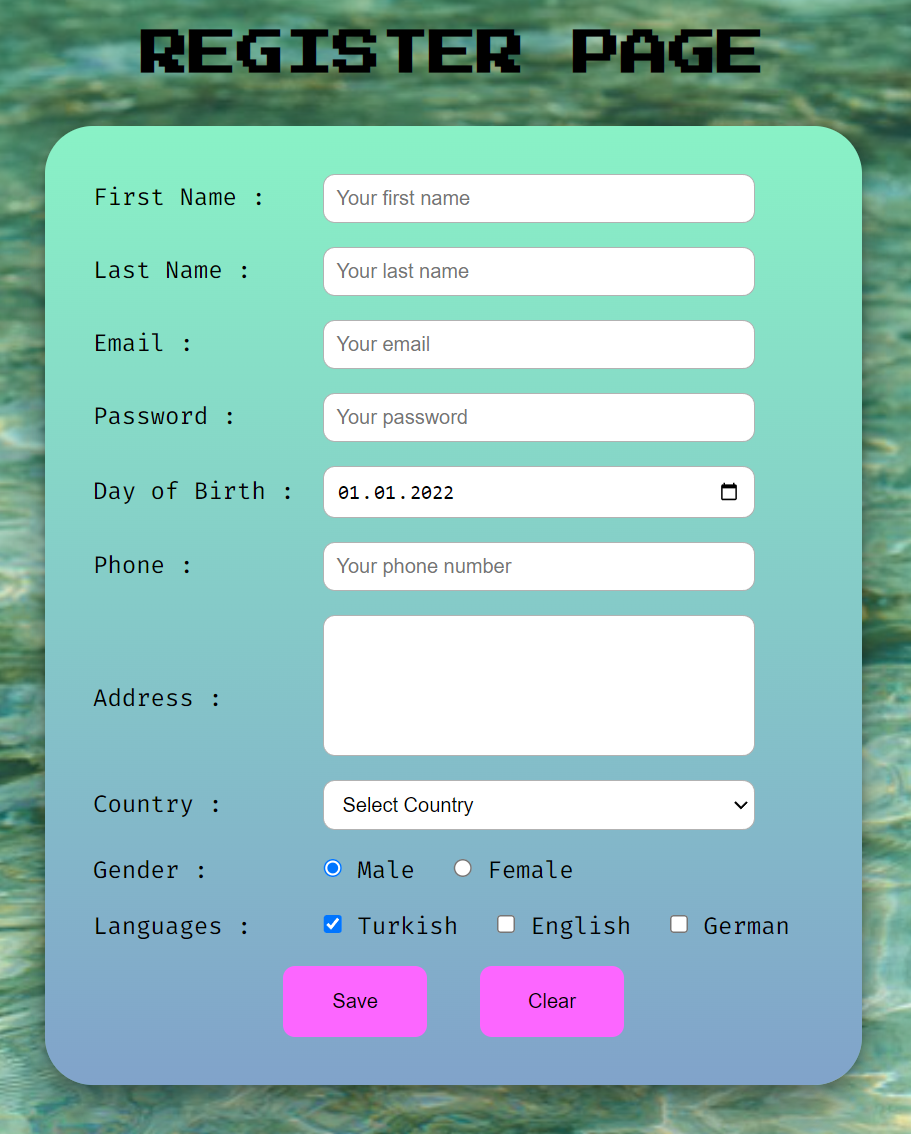 REGISTER PAGE
First Name : Your first name
Last Name : Your last name
Email : Your email
Password : Your password
Day of Birth : 01.01.2022
Phone : Your phone number
Address :
Country : Select Country
Gender : Male Female
Languages : Turkish English German
Save Clear